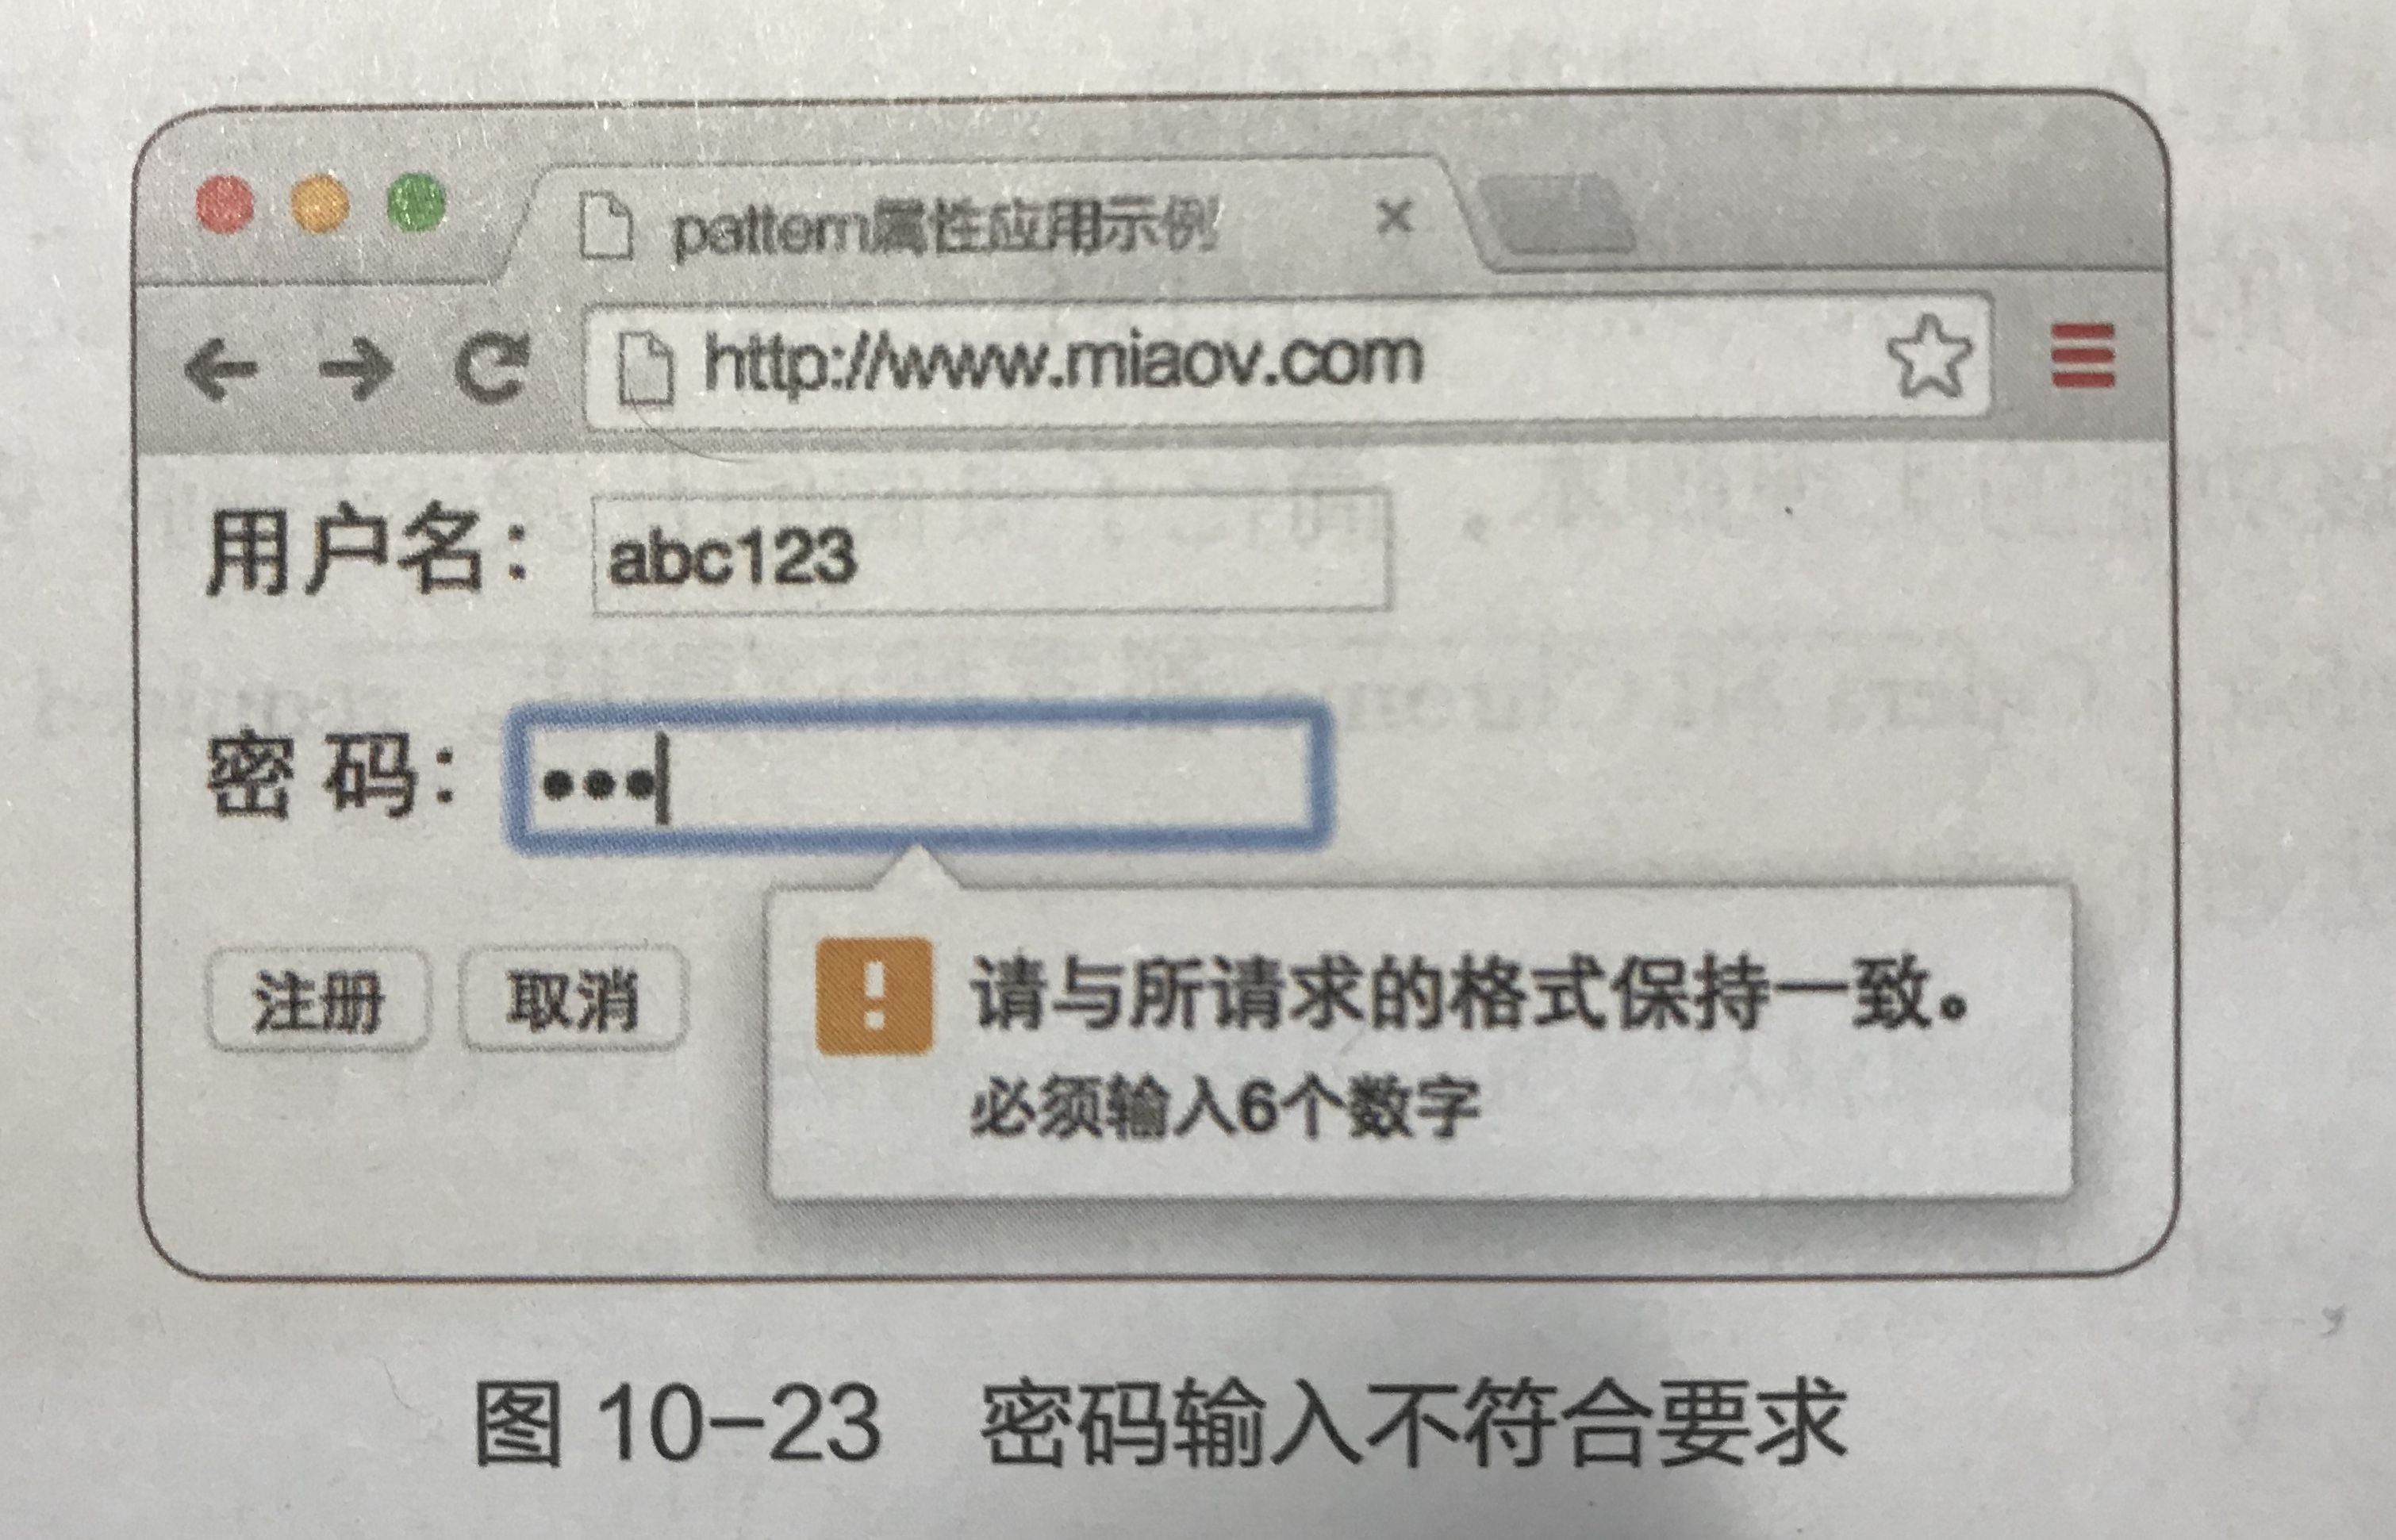 pattern属性应用示例
http://www.miaov.com
用户名： abc123
密 码： •••
注册 取消
请与所请求的格式保持一致。
必须输入6个数字
图 10-23 密码输入不符合要求